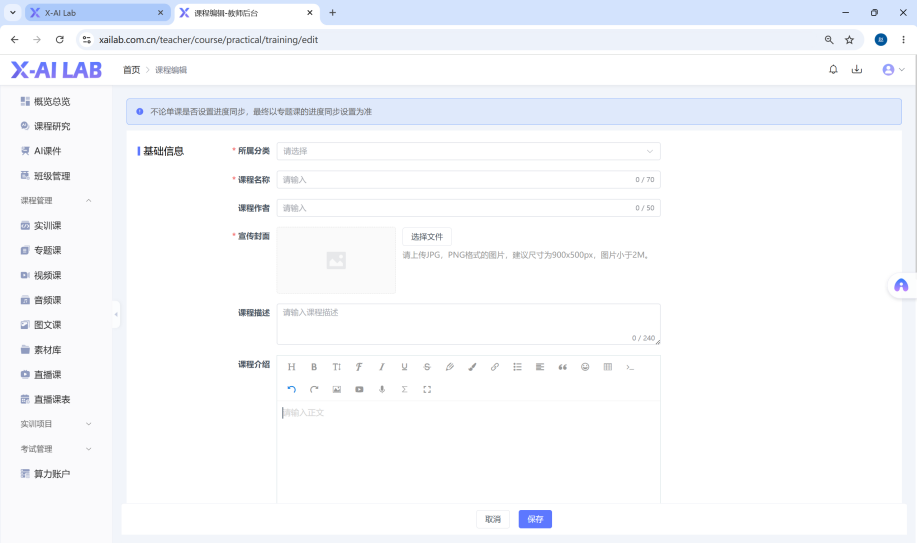 X-AI Lab
课程编辑-教师后台
xailab.com.cn/teacher/course/practical/training/edit
X-AI LAB
首页 > 课程编辑
概览总览
课程研究
AI课件
班级管理
课程管理
实训课
专题课
视频课
音频课
图文课
素材库
直播课
直播课表
实训项目
考试管理
算力账户
不论单课是否设置进度同步，最终以专题课的进度同步设置为准
基础信息
* 所属分类 请选择
* 课程名称 请输入 0 / 70
课程作者 请输入 0 / 50
* 宣传封面 选择文件
请上传JPG、PNG格式的图片，建议尺寸为900x500px，图片小于2M。
课程描述 请输入课程描述
0 / 240
课程介绍
请输入正文
取消 保存